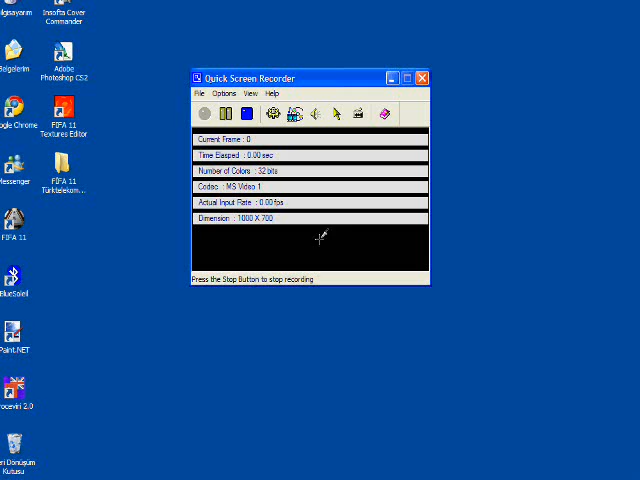 ilgisayarım
Insofta Cover
Commander
Belgelerim
Adobe
Photoshop CS2
ogle Chrome
FIFA 11
Textures Editor
Messenger
FIFA 11
Türktelekom...
FIFA 11
BlueSoleil
Paint.NET
roceviri 2.0
eri Dönüşüm
Kutusu
Quick Screen Recorder
File Options View Help
Current Frame : 0
Time Elasped : 0.00 sec
Number of Colors : 32 bits
Codec : MS Video 1
Actual Input Rate : 0.00 fps
Dimension : 1000 X 700
Press the Stop Button to stop recording